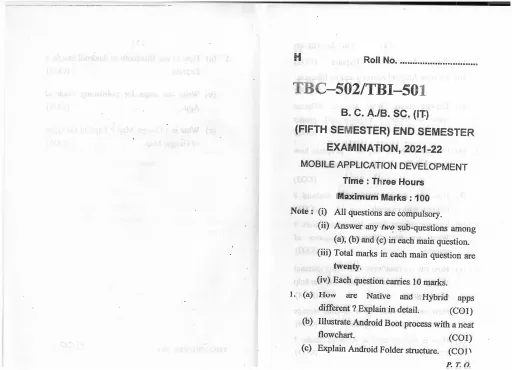 H
Roll No. ..............................
TBC–502/TBI–501
B. C. A./B. SC. (IT)
(FIFTH SEMESTER) END SEMESTER
EXAMINATION, 2021-22
MOBILE APPLICATION DEVELOPMENT
Time : Three Hours
Maximum Marks : 100
Note : (i) All questions are compulsory.
(ii) Answer any two sub-questions among
(a), (b) and (c) in each main question.
(iii) Total marks in each main question are
twenty.
(iv) Each question carries 10 marks.
1. (a) How are Native and Hybrid apps
different ? Explain in detail. (CO1)
(b) Illustrate Android Boot process with a neat
flowchart. (CO1)
(c) Explain Android Folder structure. (CO1)
P. T. O.